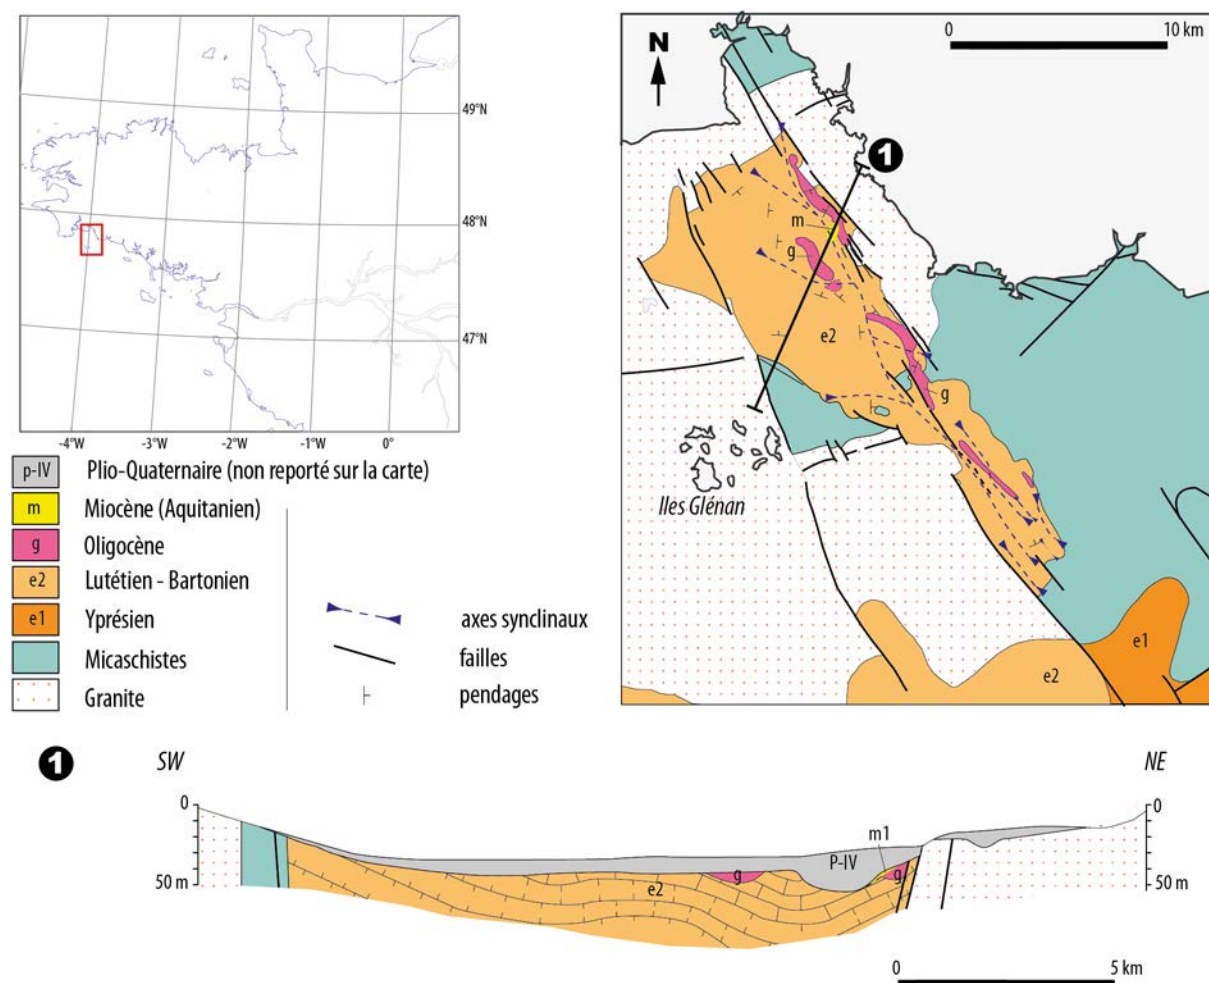 49°N
48°N
47°N
-4°W -3°W -2°W -1°W 0°
N
0 10 km
1
m
g
e2
g
Iles Glénan
e1
e2
p-IV Plio-Quaternaire (non reporté sur la carte)
m Miocène (Aquitanien)
g Oligocène
e2 Lutétien - Bartonien
e1 Yprésien
Micaschistes
Granite
axes synclinaux
failles
pendages
1 SW NE
0 0
50 m 50 m
m1
P-IV
g g
e2
0 5 km